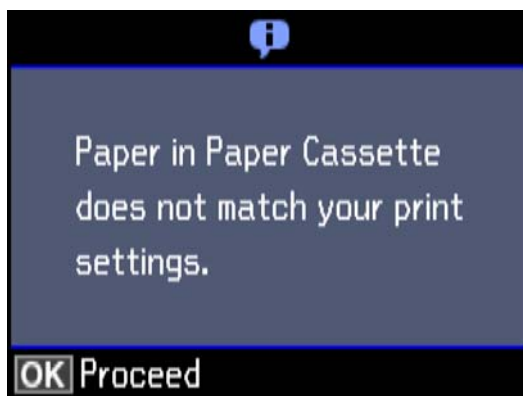 Paper in Paper Cassette
does not match your print
settings.
OK Proceed